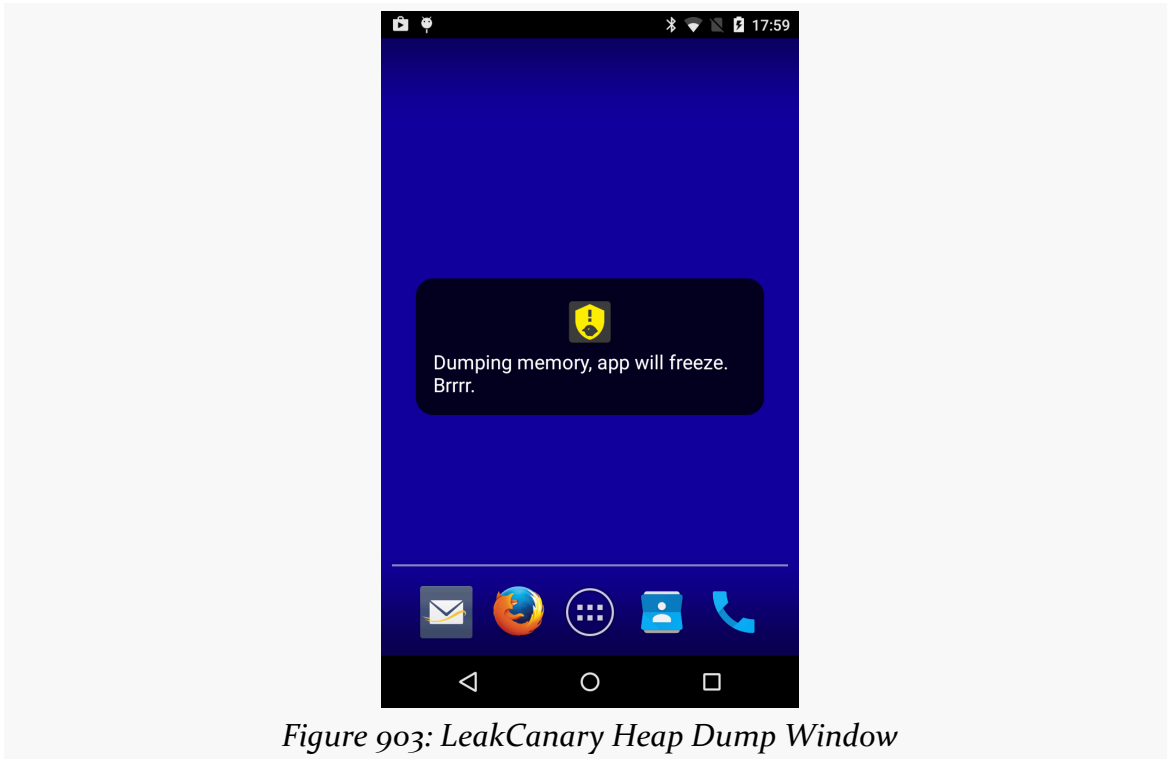 17:59
Dumping memory, app will freeze.
Brrrr.
Figure 903: LeakCanary Heap Dump Window